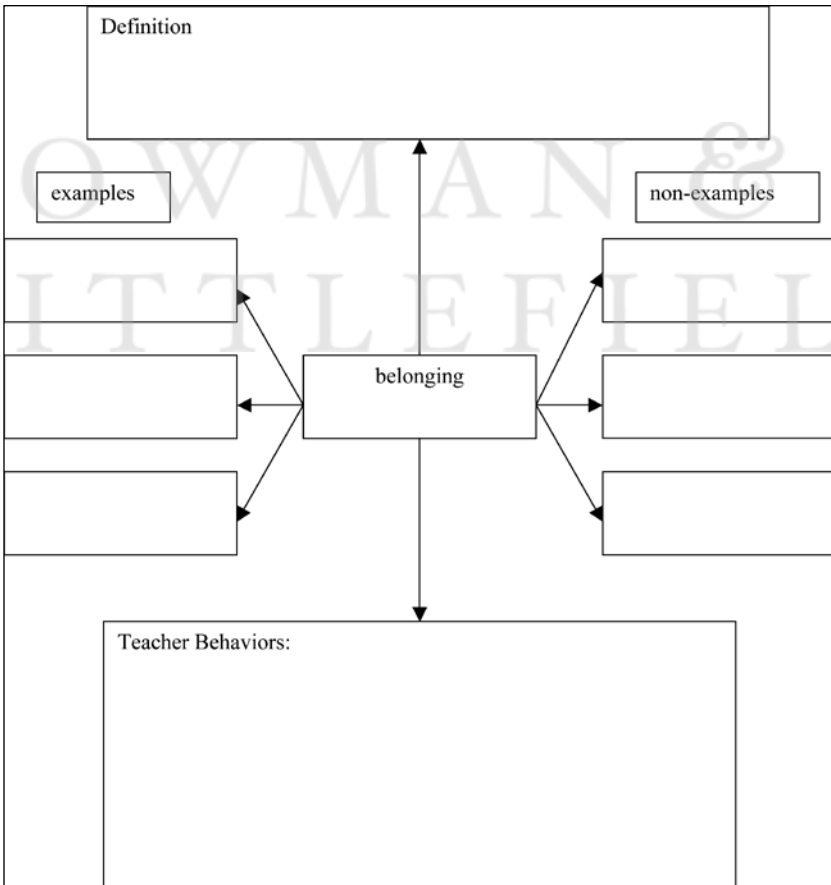 Definition
OWMAN &
examples
non-examples
ITTLEFIEL
belonging
Teacher Behaviors: